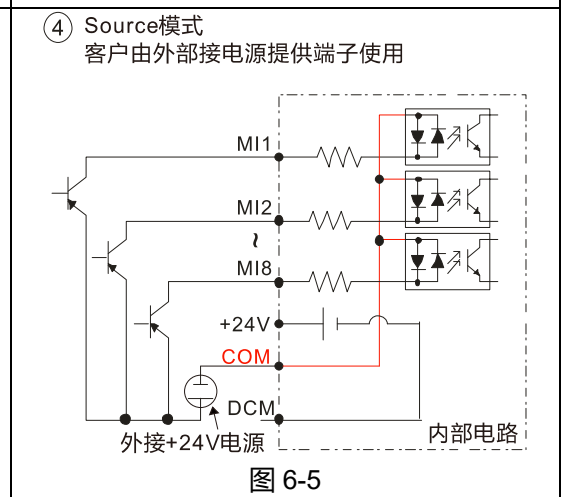 ④ Source模式
客户由外部接电源提供端子使用
MI1
MI2
~
MI8
+24V
COM
DCM
外接+24V电源
内部电路
图 6-5